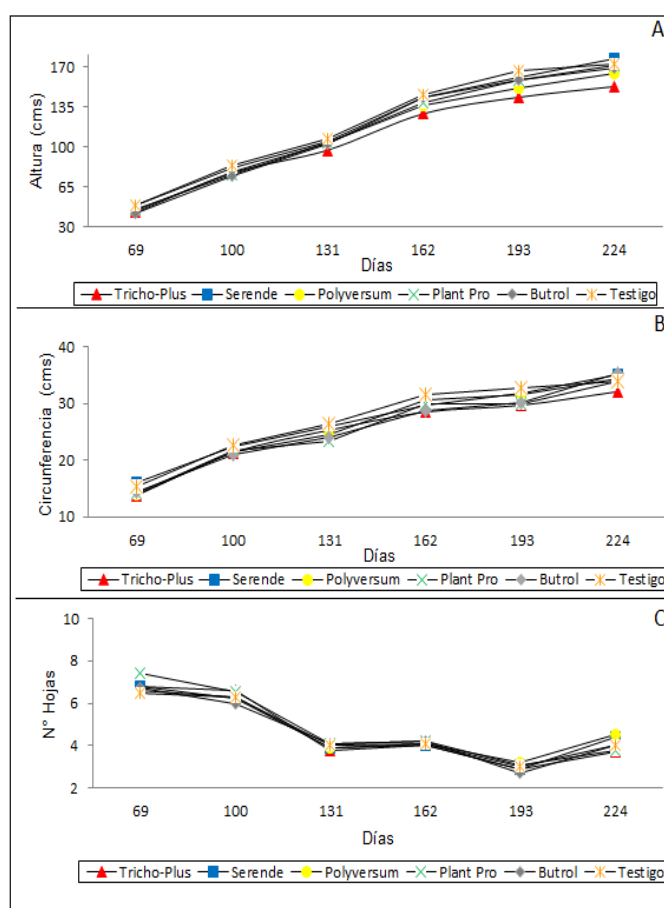 A
170
135
100
65
30
Altura (cms)
69 100 131 162 193 224
Días
Tricho-Plus Serende Polyversum Plant Pro Butrol Testigo
B
40
30
20
10
Circunferencia (cms)
69 100 131 162 193 224
Días
Tricho-Plus Serende Polyversum Plant Pro Butrol Testigo
C
10
8
6
4
2
N° Hojas
69 100 131 162 193 224
Días
Tricho-Plus Serende Polyversum Plant Pro Butrol Testigo